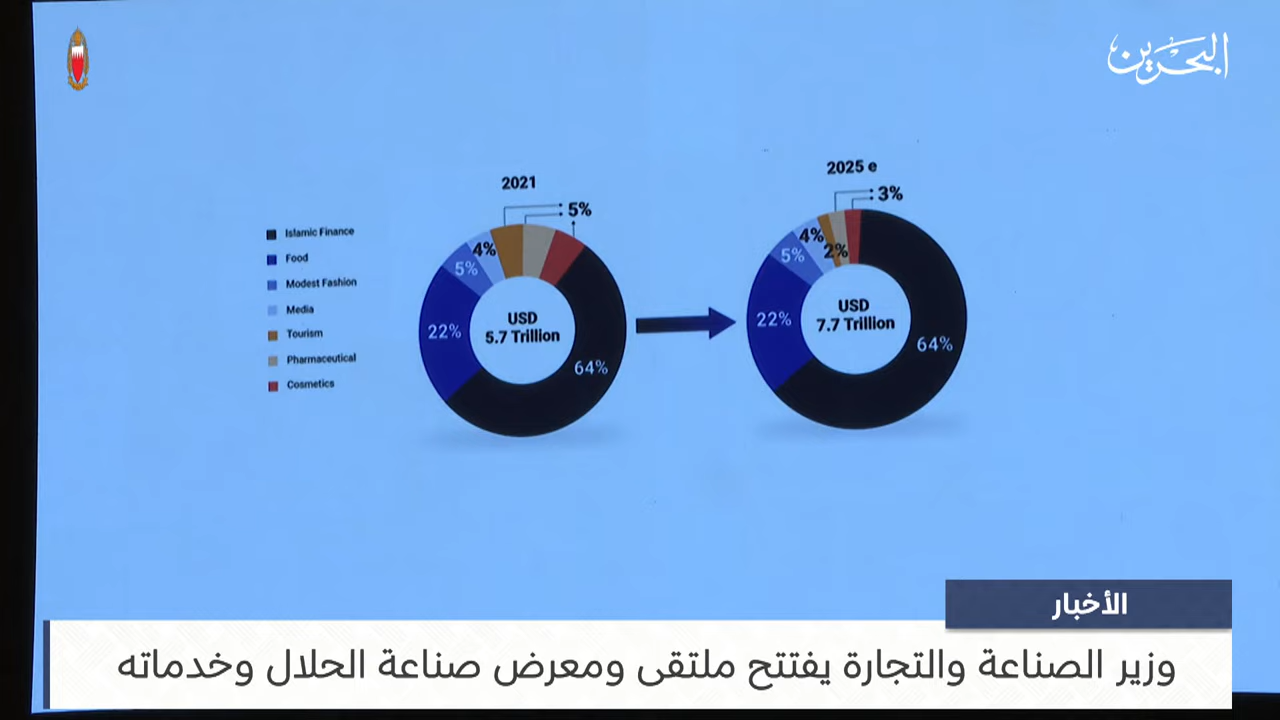 البحرين
2021
2025 e
5%
3%
Islamic Finance
Food
Modest Fashion
Media
Tourism
Pharmaceutical
Cosmetics
4%
5%
22%
64%
USD
5.7 Trillion
4%
2%
5%
22%
64%
USD
7.7 Trillion
الأخبار
وزير الصناعة والتجارة يفتتح ملتقى ومعرض صناعة الحلال وخدماته